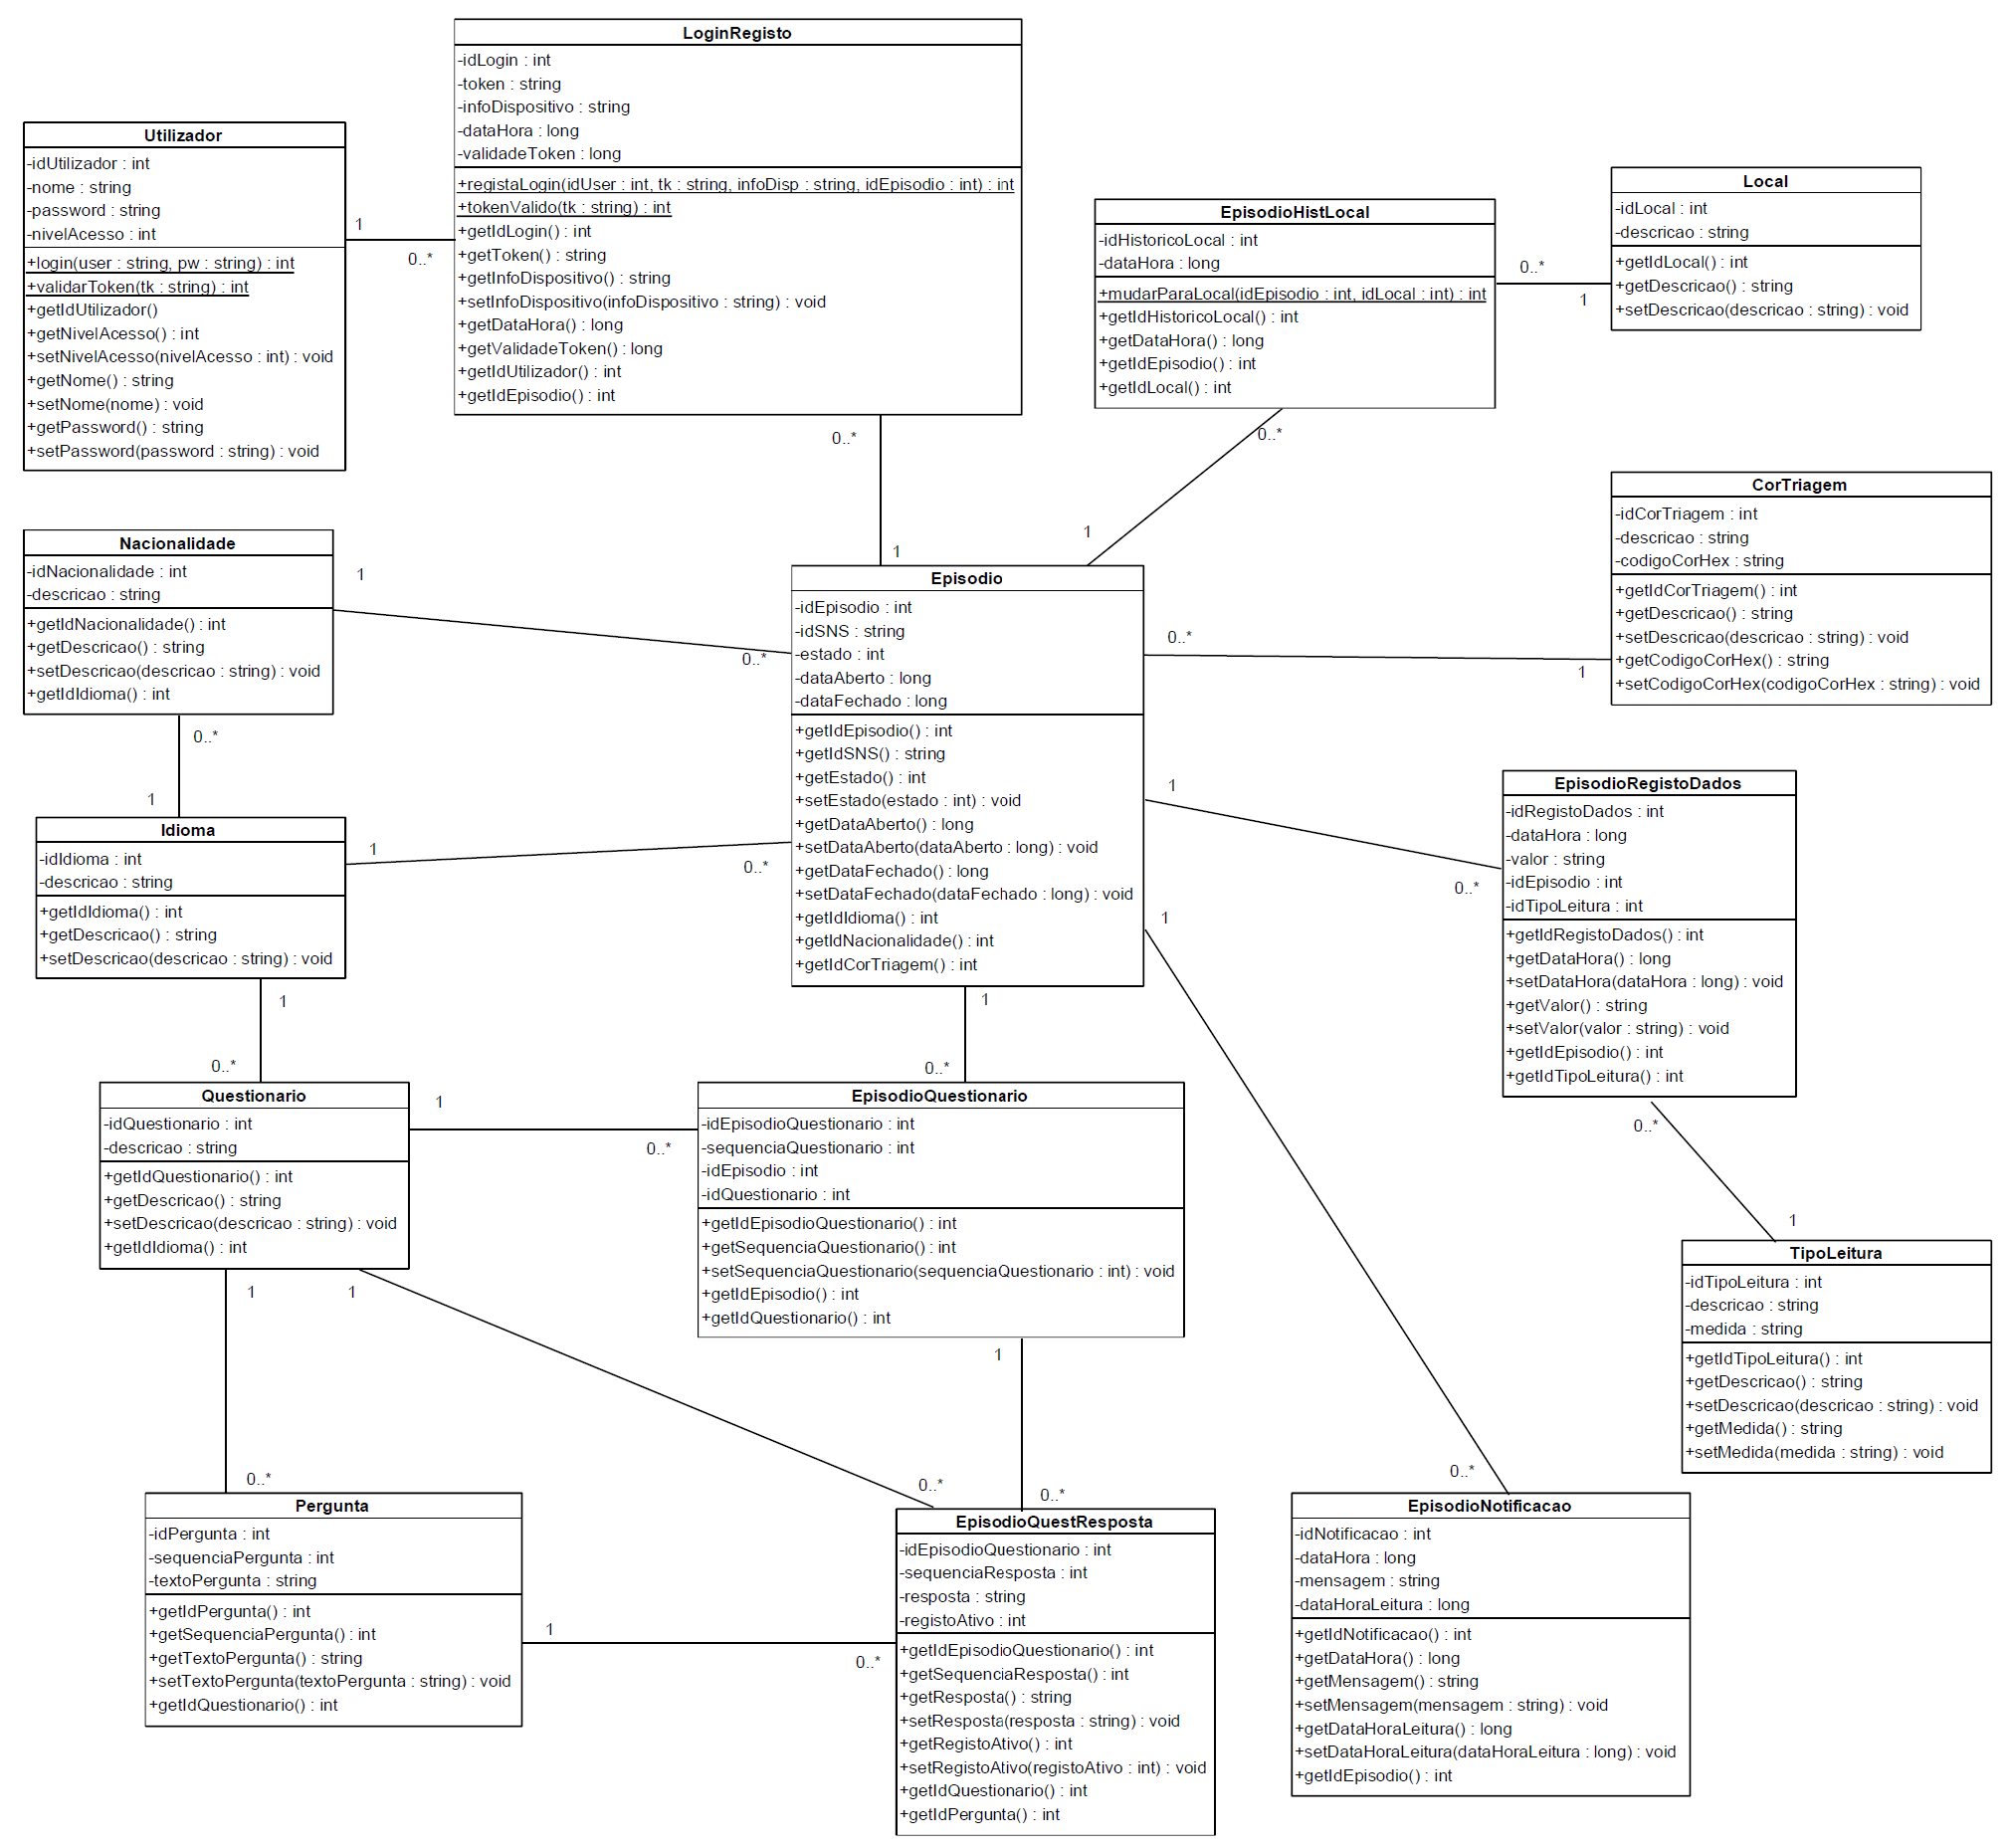 LoginRegisto
-idLogin : int
-token : string
-infoDispositivo : string
-dataHora : long
-validadeToken : long
+registaLogin(idUser : int, tk : string, infoDisp : string, idEpisodio : int) : int
+tokenValido(tk : string) : int
+getIdLogin() : int
+getToken() : string
+getInfoDispositivo() : string
+setInfoDispositivo(infoDispositivo : string) : void
+getDataHora() : long
+getValidadeToken() : long
+getIdUtilizador() : int
+getIdEpisodio() : int
Utilizador
-idUtilizador : int
-nome : string
-password : string
-nivelAcesso : int
+login(user : string, pw : string) : int
+validarToken(tk : string) : int
+getIdUtilizador()
+getNivelAcesso() : int
+setNivelAcesso(nivelAcesso : int) : void
+getNome() : string
+setNome(nome) : void
+getPassword() : string
+setPassword(password : string) : void
1
0..*
EpisodioHistLocal
-idHistoricoLocal : int
-dataHora : long
+mudarParaLocal(idEpisodio : int, idLocal : int) : int
+getIdHistoricoLocal() : int
+getDataHora() : long
+getIdEpisodio() : int
+getIdLocal() : int
0..*
1
Local
-idLocal : int
-descricao : string
+getIdLocal() : int
+getDescricao() : string
+setDescricao(descricao : string) : void
0..*
1
0..*
1
CorTriagem
-idCorTriagem : int
-descricao : string
-codigoCorHex : string
+getIdCorTriagem() : int
+getDescricao() : string
+setDescricao(descricao : string) : void
+getCodigoCorHex() : string
+setCodigoCorHex(codigoCorHex : string) : void
Nacionalidade
-idNacionalidade : int
-descricao : string
+getIdNacionalidade() : int
+getDescricao() : string
+setDescricao(descricao : string) : void
+getIdIdioma() : int
1
0..*
Episodio
-idEpisodio : int
-idSNS : string
-estado : int
-dataAberto : long
-dataFechado : long
+getIdEpisodio() : int
+getIdSNS() : string
+getEstado() : int
+setEstado(estado : int) : void
+getDataAberto() : long
+setDataAberto(dataAberto : long) : void
+getDataFechado() : long
+setDataFechado(dataFechado : long) : void
+getIdIdioma() : int
+getIdNacionalidade() : int
+getIdCorTriagem() : int
0..*
1
0..*
1
Idioma
-idIdioma : int
-descricao : string
+getIdIdioma() : int
+getDescricao() : string
+setDescricao(descricao : string) : void
1
0..*
1
0..*
EpisodioRegistoDados
-idRegistoDados : int
-dataHora : long
-valor : string
-idEpisodio : int
-idTipoLeitura : int
+getIdRegistoDados() : int
+getDataHora() : long
+setDataHora(dataHora : long) : void
+getValor() : string
+setValor(valor : string) : void
+getIdEpisodio() : int
+getIdTipoLeitura() : int
1
1
0..*
1
0..*
Questionario
-idQuestionario : int
-descricao : string
+getIdQuestionario() : int
+getDescricao() : string
+setDescricao(descricao : string) : void
+getIdIdioma() : int
1
0..*
EpisodioQuestionario
-idEpisodioQuestionario : int
-sequenciaQuestionario : int
-idEpisodio : int
-idQuestionario : int
+getIdEpisodioQuestionario() : int
+getSequenciaQuestionario() : int
+setSequenciaQuestionario(sequenciaQuestionario : int) : void
+getIdEpisodio() : int
+getIdQuestionario() : int
0..*
1
TipoLeitura
-idTipoLeitura : int
-descricao : string
-medida : string
+getIdTipoLeitura() : int
+getDescricao() : string
+setDescricao(descricao : string) : void
+getMedida() : string
+setMedida(medida : string) : void
1
1
1
0..*
0..*
0..*
0..*
Pergunta
-idPergunta : int
-sequenciaPergunta : int
-textoPergunta : string
+getIdPergunta() : int
+getSequenciaPergunta() : int
+getTextoPergunta() : string
+setTextoPergunta(textoPergunta : string) : void
+getIdQuestionario() : int
1
0..*
EpisodioQuestResposta
-idEpisodioQuestionario : int
-sequenciaResposta : int
-resposta : string
-registoAtivo : int
+getIdEpisodioQuestionario() : int
+getSequenciaResposta() : int
+getResposta() : string
+setResposta(resposta : string) : void
+getRegistoAtivo() : int
+setRegistoAtivo(registoAtivo : int) : void
+getIdQuestionario() : int
+getIdPergunta() : int
EpisodioNotificacao
-idNotificacao : int
-dataHora : long
-mensagem : string
-dataHoraLeitura : long
+getIdNotificacao() : int
+getDataHora() : long
+getMensagem() : string
+setMensagem(mensagem : string) : void
+getDataHoraLeitura() : long
+setDataHoraLeitura(dataHoraLeitura : long) : void
+getIdEpisodio() : int